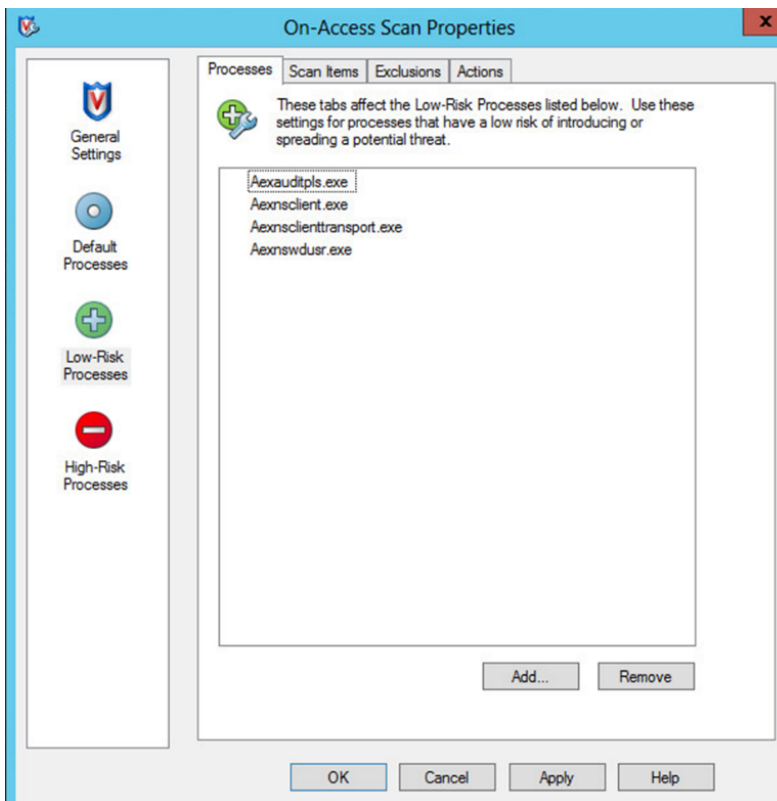 On-Access Scan Properties
x
General
Settings
Default
Processes
Low-Risk
Processes
High-Risk
Processes
Processes
Scan Items
Exclusions
Actions
These tabs affect the Low-Risk Processes listed below. Use these
settings for processes that have a low risk of introducing or
spreading a potential threat.
Aexauditpls.exe
Aexnsclient.exe
Aexnsclienttransport.exe
Aexnswdusr.exe
Add...
Remove
OK
Cancel
Apply
Help